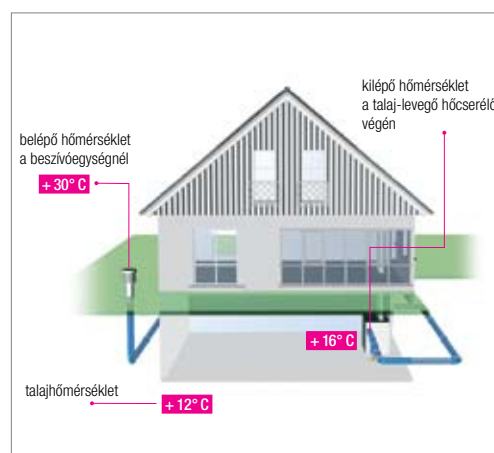 kilépő hőmérséklet
a talaj-levegő hőcserélő
végén
belépő hőmérséklet
a beszívóegységnél
+ 30° C
+ 16° C
talajhőmérséklet
+ 12° C